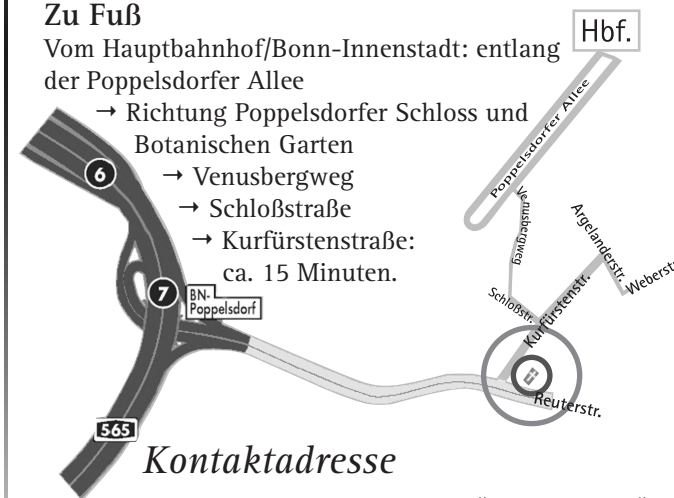 Zu Fuß
Vom Hauptbahnhof/Bonn-Innenstadt: entlang
der Poppelsdorfer Allee
→ Richtung Poppelsdorfer Schloss und
Botanischen Garten
→ Venusbergweg
→ Schloßstraße
→ Kurfürstenstraße:
ca. 15 Minuten.
Hbf.
Poppelsdorfer Allee
Venusbergweg
Argelanderstr.
Weberst
Schloßstr.
Kurfürstenstr.
Reuterstr.
6
7
BN-
Poppelsdorf
565
Kontaktadresse